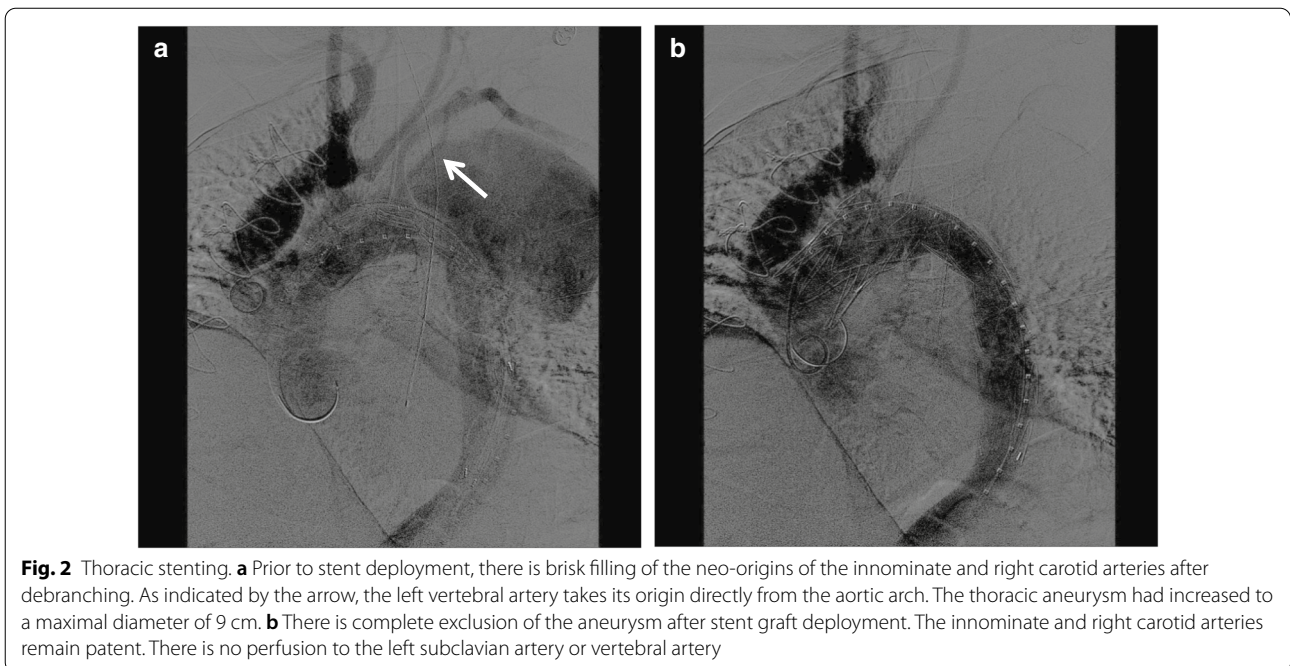 a
b
Fig. 2 Thoracic stenting. a Prior to stent deployment, there is brisk filling of the neo-origins of the innominate and right carotid arteries after
debranching. As indicated by the arrow, the left vertebral artery takes its origin directly from the aortic arch. The thoracic aneurysm had increased to
a maximal diameter of 9 cm. b There is complete exclusion of the aneurysm after stent graft deployment. The innominate and right carotid arteries
remain patent. There is no perfusion to the left subclavian artery or vertebral artery